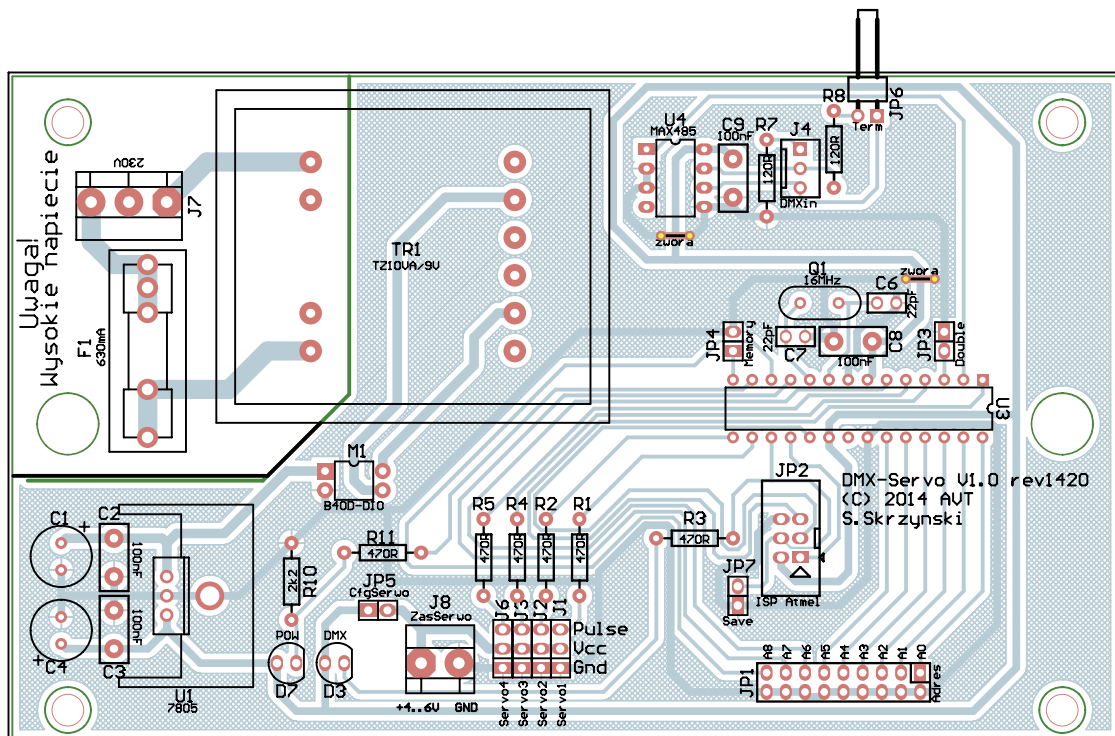 Uwaga!
Wysokie napiecie
230V
J7
F1
630mA
TR1
TZ10VA/9V
U4
MAX485
C9
100nF
R7
120R
J4
DMXin
R8
120R
Term
JP6
zwora
zwora
Q1
16MHz
C6
22pF
JP4
Memory
22pF
C7
C8
100nF
JP3
Double
U3
M1
B40D-DIO
DMX-Servo V1.0 rev1420
(C) 2014 AVT
S.Skrzynski
C1
+
C2
100nF
C4
+
C3
100nF
U1
7805
R10
2k2
R11
470R
R5
470R
R4
470R
R2
470R
R1
470R
R3
470R
JP2
ISP Atmel
JP7
Save
JP5
CfgServo
POW
D7
DMX
D3
J8
ZasServo
+4..6V GND
J6
J3
J2
J1
Pulse
Vcc
Gnd
Servo4
Servo3
Servo2
Servo1
JP1
A8
A7
A6
A5
A4
A3
A2
A1
A0
Adres